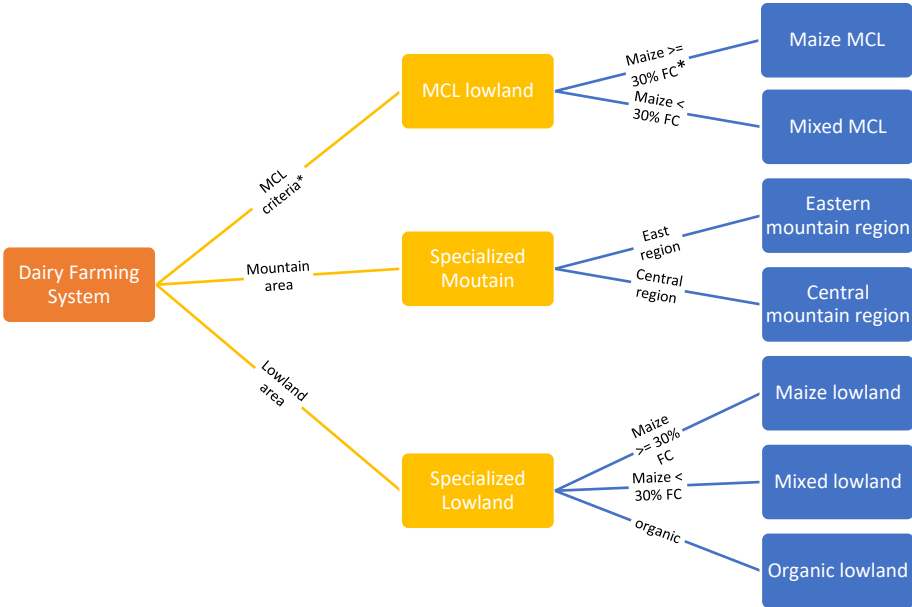 Dairy Farming
System
MCL
criteria*
Mountain
area
Lowland
area
MCL lowland
Specialized
Moutain
Specialized
Lowland
Maize >=
30% FC*
Maize <
30% FC
East
region
Central
region
Maize
>= 30%
FC
Maize <
30% FC
organic
Maize MCL
Mixed MCL
Eastern
mountain region
Central
mountain region
Maize lowland
Mixed lowland
Organic lowland